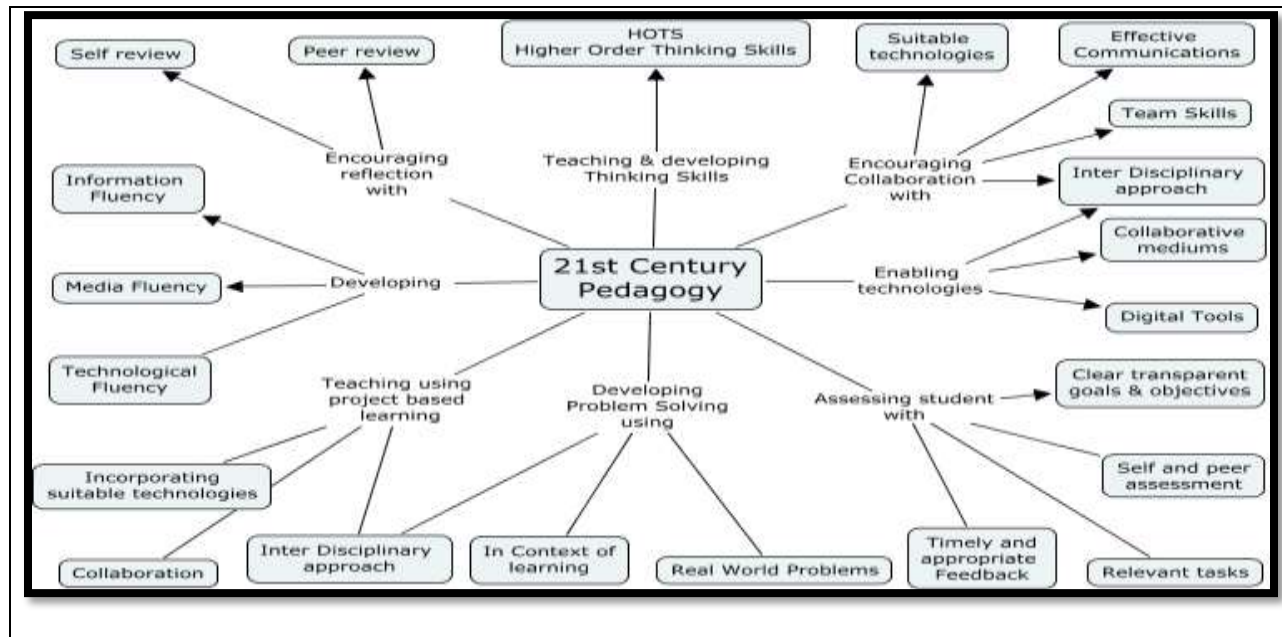 Self review
Peer review
HOTS
Higher Order Thinking Skills
Suitable
technologies
Effective
Communications
Team Skills
Encouraging
reflection
with
Teaching & developing
Thinking Skills
Encouraging
Collaboration
with
Inter Disciplinary
approach
Information
Fluency
Collaborative
mediums
21st Century
Pedagogy
Media Fluency
Developing
Enabling
technologies
Digital Tools
Technological
Fluency
Teaching using
project based
learning
Developing
Problem Solving
using
Assessing student
with
Clear transparent
goals & objectives
Incorporating
suitable technologies
Self and peer
assessment
Collaboration
Inter Disciplinary
approach
In Context of
learning
Real World Problems
Timely and
appropriate
Feedback
Relevant tasks